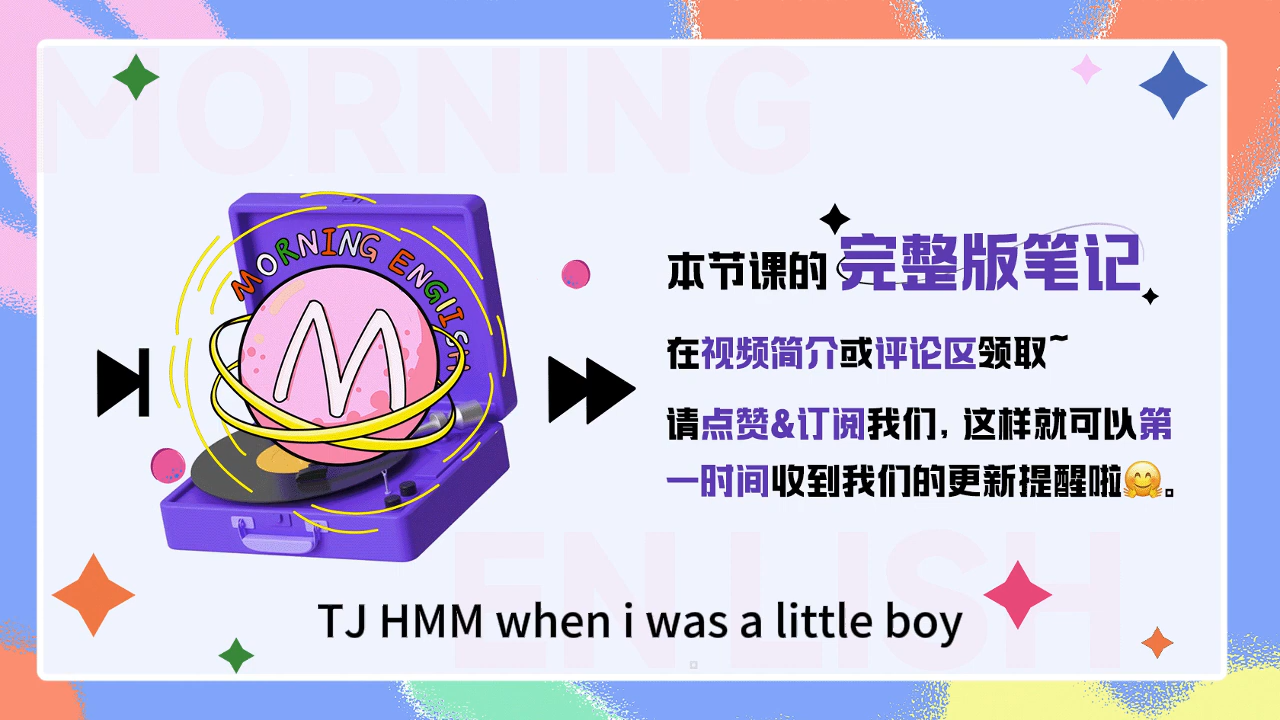 MORNING
MORNING ENGlISH
M
本节课的 完整版笔记
在视频简介或评论区领取~
请点赞&订阅我们, 这样就可以第
一时间收到我们的更新提醒啦🤗。
EN LISH
TJ HMM when i was a little boy